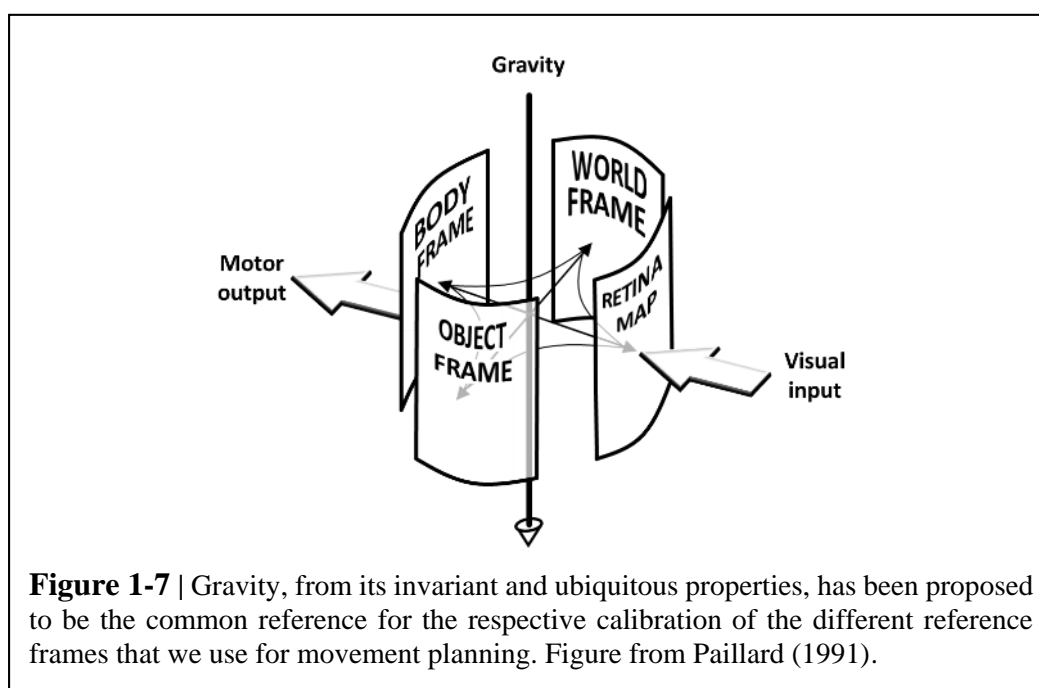 Gravity
BODY
FRAME
WORLD
FRAME
Motor
output
OBJECT
FRAME
RETINA
MAP
Visual
input
Figure 1-7 | Gravity, from its invariant and ubiquitous properties, has been proposed
to be the common reference for the respective calibration of the different reference
frames that we use for movement planning. Figure from Paillard (1991).